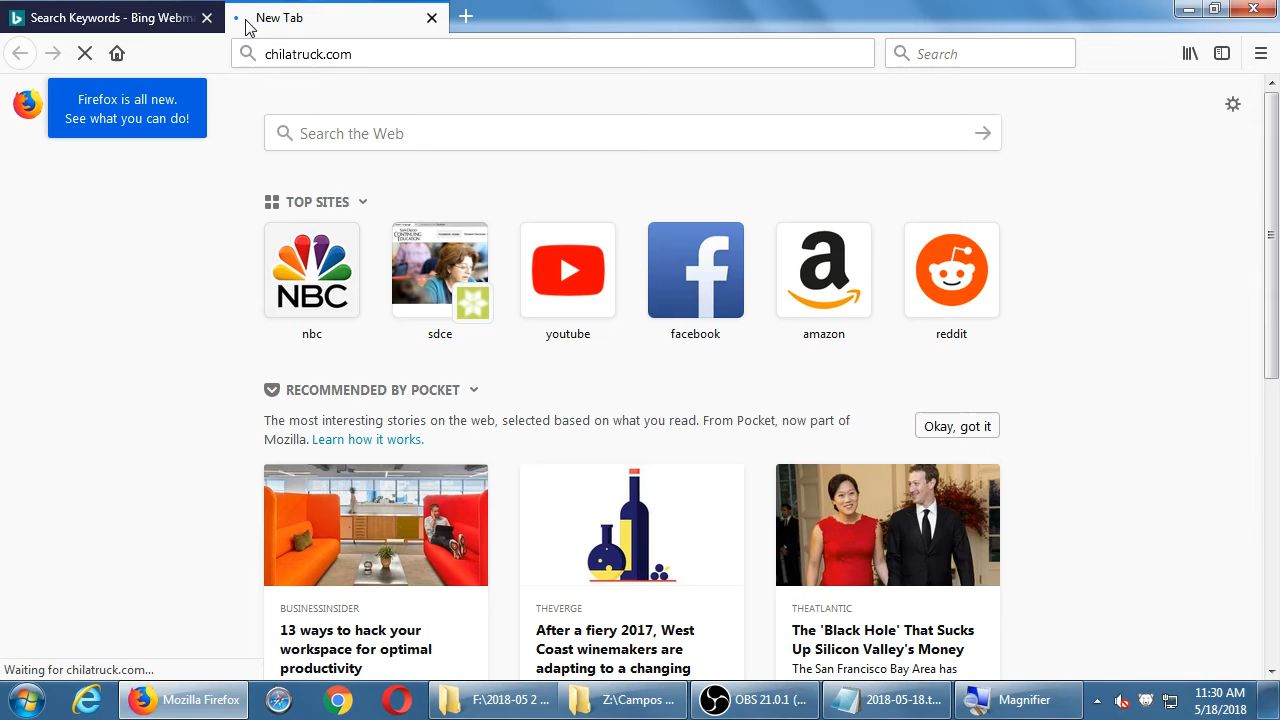 Search Keywords - Bing Webma
New Tab
chilatruck.com
Search
Firefox is all new.
See what you can do!
Search the Web
TOP SITES
NBC
SAN DIEGO
CONTINUING
EDUCATION
nbc
sdce
youtube
facebook
amazon
reddit
RECOMMENDED BY POCKET
The most interesting stories on the web, selected based on what you read. From Pocket, now part of
Mozilla. Learn how it works.
Okay, got it
BUSINESSINSIDER
13 ways to hack your
workspace for optimal
productivity
THEVERGE
After a fiery 2017, West
Coast winemakers are
adapting to a changing
THEATLANTIC
The 'Black Hole' That Sucks
Up Silicon Valley's Money
The San Francisco Bay Area has
Waiting for chilatruck.com...
Mozilla Firefox
F:\2018-05 2 ...
Z:\Campos ...
OBS 21.0.1 (...
2018-05-18.t...
Magnifier
11:30 AM
5/18/2018